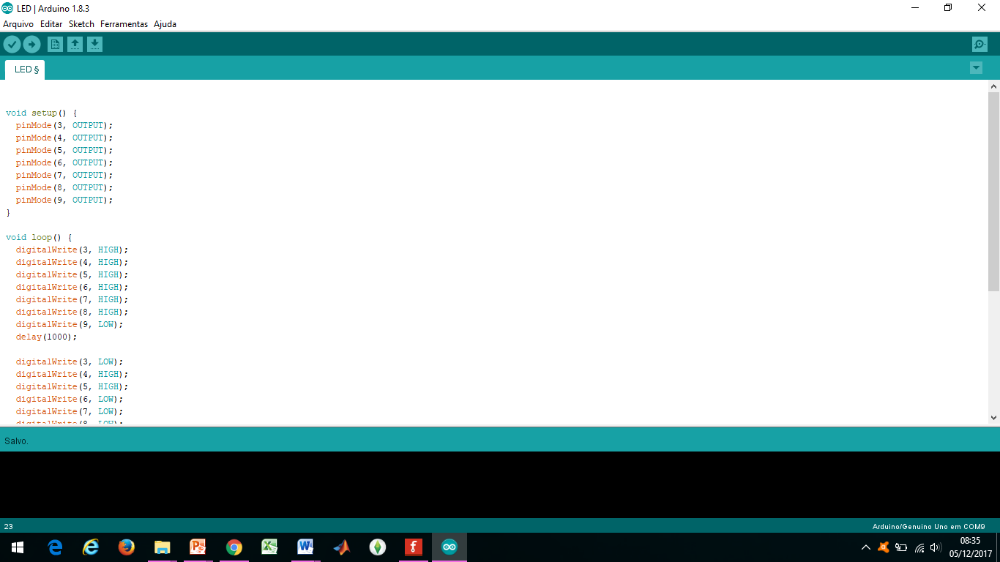 LED | Arduino 1.8.3
Arquivo Editar Sketch Ferramentas Ajuda
LED §
void setup() {
pinMode(3, OUTPUT);
pinMode(4, OUTPUT);
pinMode(5, OUTPUT);
pinMode(6, OUTPUT);
pinMode(7, OUTPUT);
pinMode(8, OUTPUT);
pinMode(9, OUTPUT);
}
void loop() {
digitalWrite(3, HIGH);
digitalWrite(4, HIGH);
digitalWrite(5, HIGH);
digitalWrite(6, HIGH);
digitalWrite(7, HIGH);
digitalWrite(8, HIGH);
digitalWrite(9, LOW);
delay(1000);
digitalWrite(3, LOW);
digitalWrite(4, HIGH);
digitalWrite(5, HIGH);
digitalWrite(6, LOW);
digitalWrite(7, LOW);
digitalWrite(8, LOW);
Salvo.
23
Arduino/Genuino Uno em COM9
08:35
05/12/2017